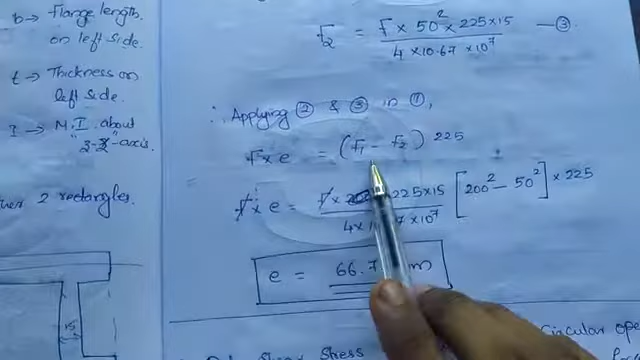 b → Flange length
on left side.
t → Thickness on
left side.
I → M.I about
"z-z"-axis.
2 rectangles.
15
F2 = F × 50² × 225 × 15 / 4 × 10.67 × 10⁷ — ③
∴ Applying ② & ③ in ①,
F × e = (F1 - F2) 225
F × e = F × 225×15 / 4× ×10⁷ [200² - 50²] × 225
e = 66.7 m
Shear Stress
Circular